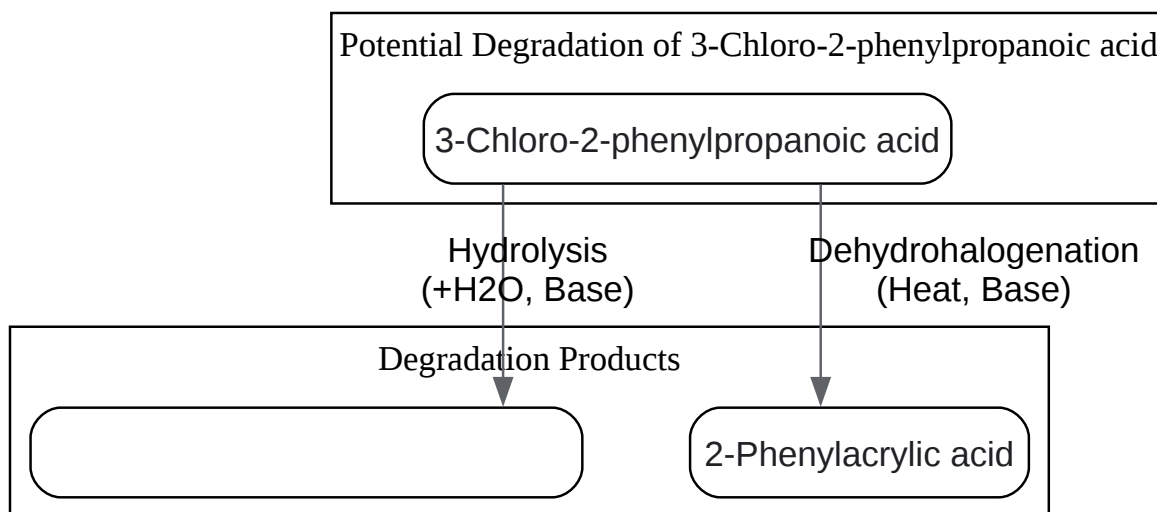 Potential Degradation of 3-Chloro-2-phenylpropanoic acid
3-Chloro-2-phenylpropanoic acid
Hydrolysis
(+H2O, Base)
Dehydrohalogenation
(Heat, Base)
Degradation Products
2-Phenylacrylic acid